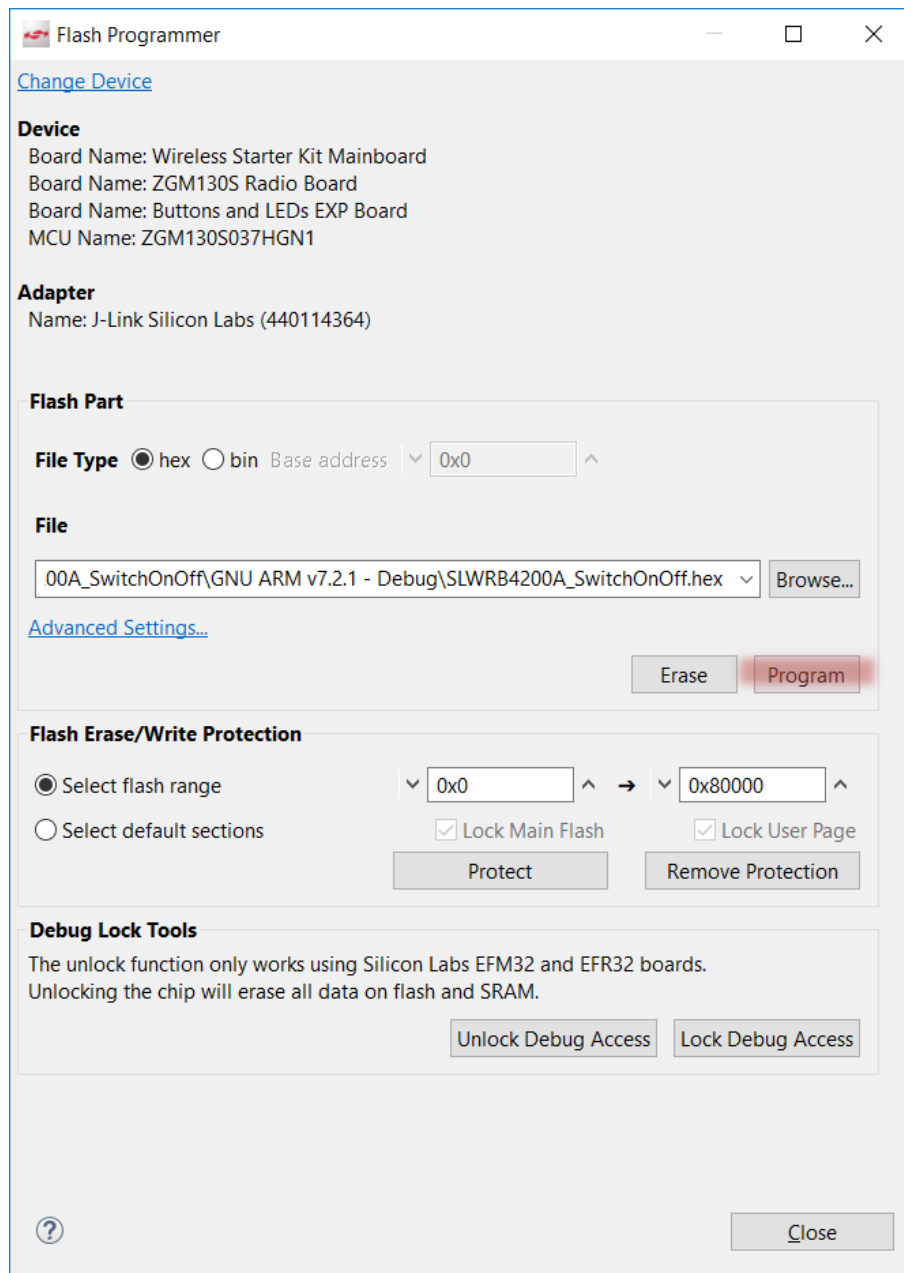 Flash Programmer
Change Device
Device
Board Name: Wireless Starter Kit Mainboard
Board Name: ZGM130S Radio Board
Board Name: Buttons and LEDs EXP Board
MCU Name: ZGM130S037HGN1
Adapter
Name: J-Link Silicon Labs (440114364)
Flash Part
File Type hex bin Base address 0x0
File
.00A_SwitchOnOff\GNU ARM v7.2.1 - Debug\SLWRB4200A_SwitchOnOff.hex Browse...
Advanced Settings...
Erase Program
Flash Erase/Write Protection
Select flash range 0x0 → 0x80000
Select default sections Lock Main Flash Lock User Page
Protect Remove Protection
Debug Lock Tools
The unlock function only works using Silicon Labs EFM32 and EFR32 boards.
Unlocking the chip will erase all data on flash and SRAM.
Unlock Debug Access Lock Debug Access
? Close